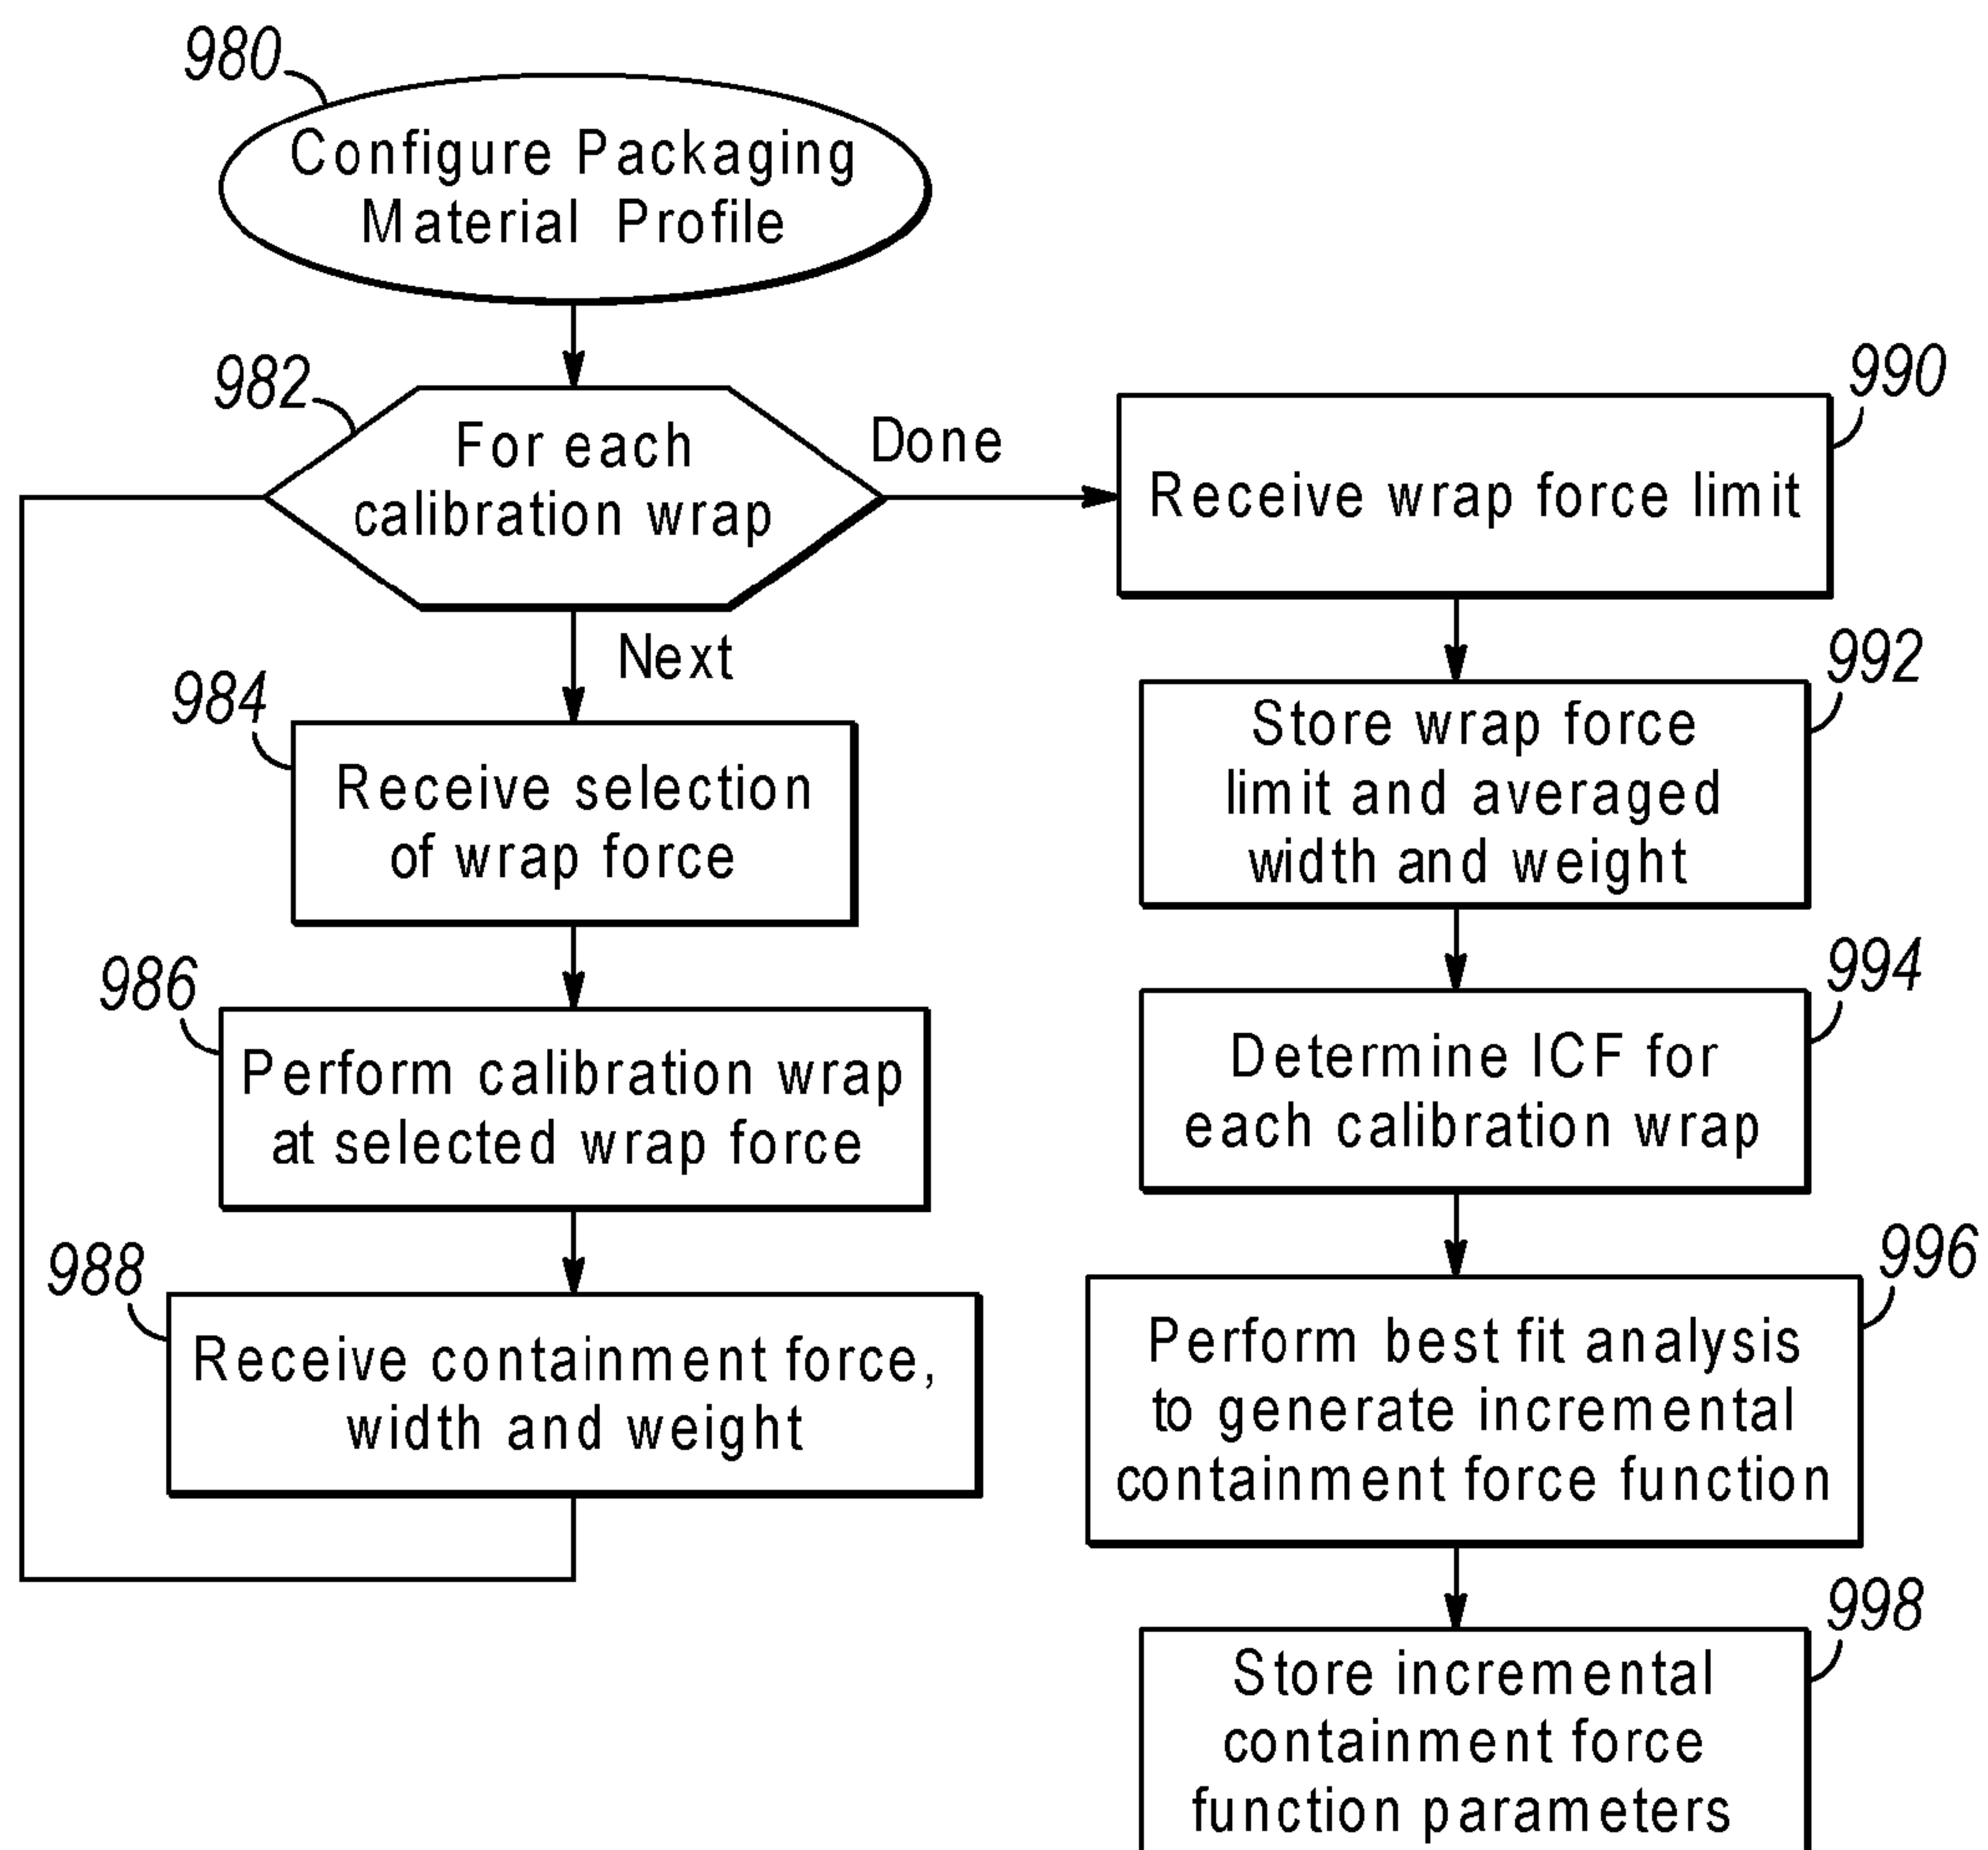 980
Configure Packaging
Material Profile
982
For each
calibration wrap
Done
Next
984
Receive selection
of wrap force
986
Perform calibration wrap
at selected wrap force
988
Receive containment force,
width and weight
990
Receive wrap force limit
992
Store wrap force
limit and averaged
width and weight
994
Determine ICF for
each calibration wrap
996
Perform best fit analysis
to generate incremental
containment force function
998
Store incremental
containment force
function parameters